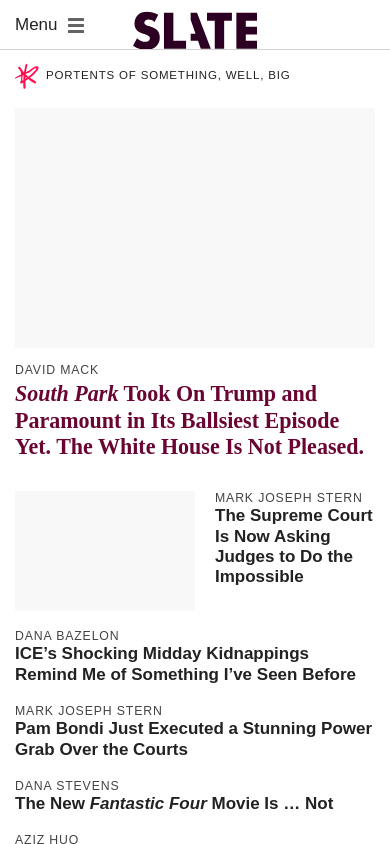 Menu
SLATE
PORTENTS OF SOMETHING, WELL, BIG
DAVID MACK
South Park Took On Trump and
Paramount in Its Ballsiest Episode
Yet. The White House Is Not Pleased.
MARK JOSEPH STERN
The Supreme Court
Is Now Asking
Judges to Do the
Impossible
DANA BAZELON
ICE’s Shocking Midday Kidnappings
Remind Me of Something I’ve Seen Before
MARK JOSEPH STERN
Pam Bondi Just Executed a Stunning Power
Grab Over the Courts
DANA STEVENS
The New Fantastic Four Movie Is … Not
AZIZ HUQ